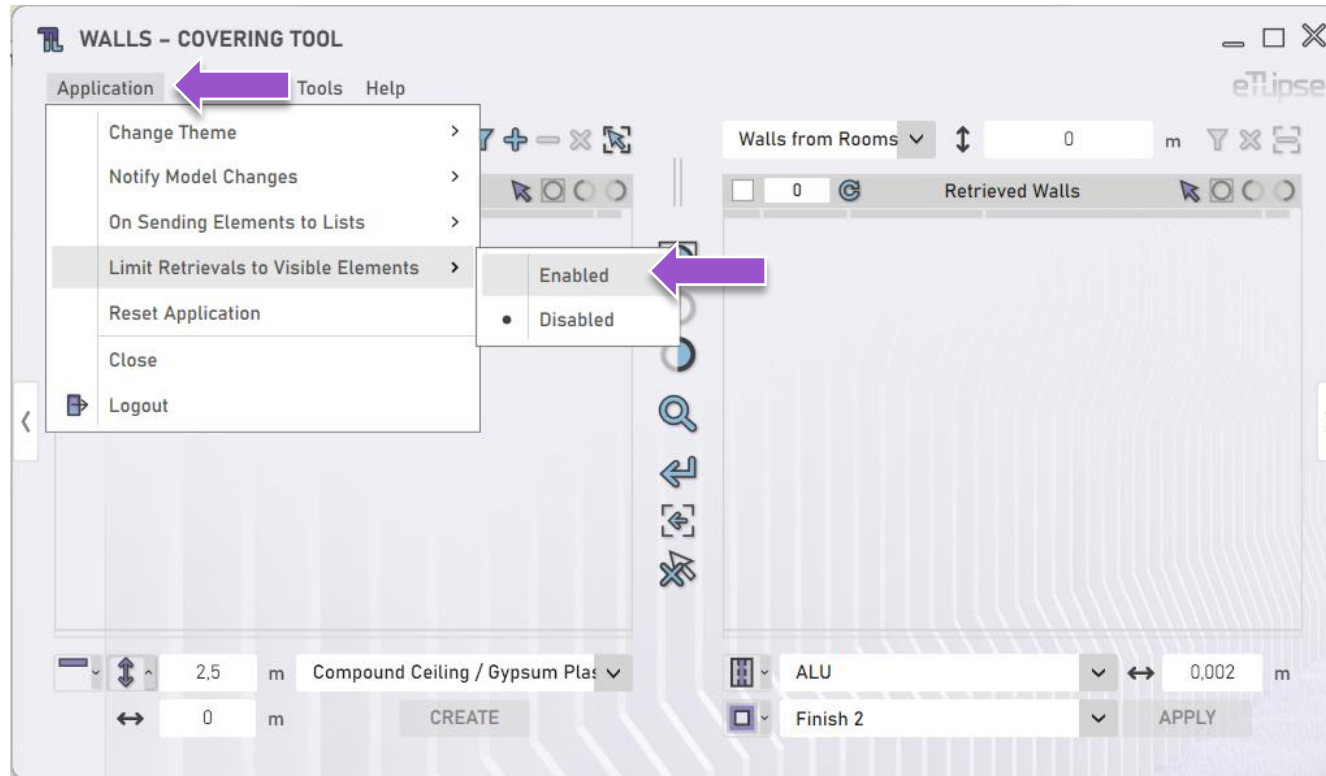 WALLS – COVERING TOOL
Application Tools Help
eTLipse
Change Theme
Notify Model Changes
On Sending Elements to Lists
Limit Retrievals to Visible Elements
Reset Application
Close
Logout
Enabled
Disabled
Walls from Rooms 0 m
0 Retrieved Walls
2,5 m Compound Ceiling / Gypsum Plas
0 m CREATE
ALU 0,002 m
Finish 2 APPLY